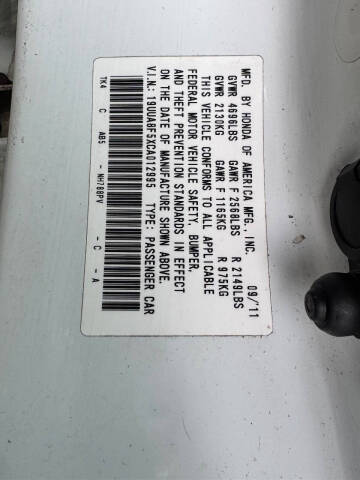 MFD. BY HONDA OF AMERICA MFG., INC. 09/'11
GVWR 4696LBS GAWR F 2568LBS R 2149LBS
GVWR 2130KG GAWR F 1165KG R 975KG
THIS VEHICLE CONFORMS TO ALL APPLICABLE
FEDERAL MOTOR VEHICLE SAFETY, BUMPER,
AND THEFT PREVENTION STANDARDS IN EFFECT
ON THE DATE OF MANUFACTURE SHOWN ABOVE.
V.I.N.: 19UUA8F5XCA012995 TYPE: PASSENGER CAR
TK4 C AB5 - NH788PV - C - A